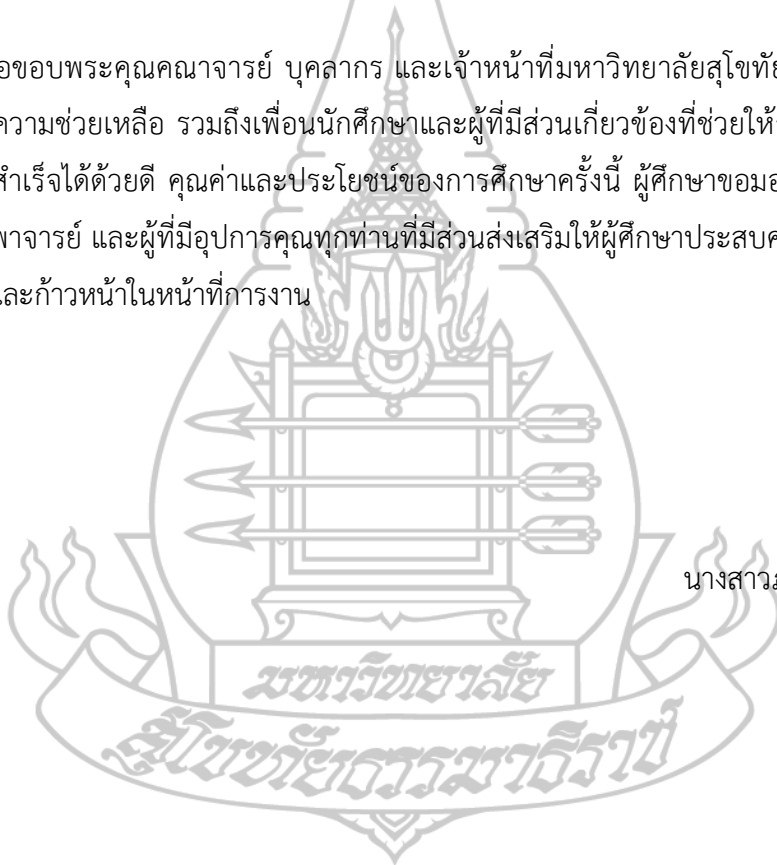 อขอบพระคุณคณาจารย์ บุคลากร และเจ้าหน้าที่มหาวิทยาลัยสุโขทัย
ความช่วยเหลือ รวมถึงเพื่อนนักศึกษาและผู้ที่มีส่วนเกี่ยวข้องที่ช่วยให้
สำเร็จได้ด้วยดี คุณค่าและประโยชน์ของการศึกษาครั้งนี้ ผู้ศึกษาขอมอ
พาจารย์ และผู้ที่มีอุปการคุณทุกท่านที่มีส่วนส่งเสริมให้ผู้ศึกษาประสบค
และก้าวหน้าในหน้าที่การงาน
นางสาว
มหาวิทยาลัย
สุโขทัยธรรมาธิราช